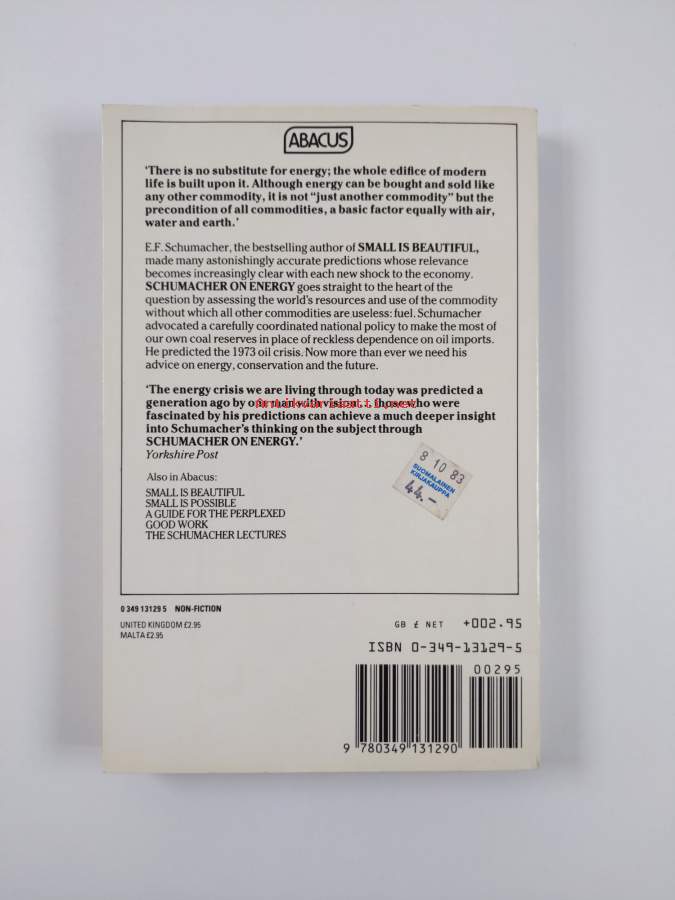 ABACUS
'There is no substitute for energy; the whole edifice of modern
life is built upon it. Although energy can be bought and sold like
any other commodity, it is not "just another commodity" but the
precondition of all commodities, a basic factor equally with air,
water and earth.'
E.F. Schumacher, the bestselling author of SMALL IS BEAUTIFUL,
made many astonishingly accurate predictions whose relevance
becomes increasingly clear with each new shock to the economy.
SCHUMACHER ON ENERGY goes straight to the heart of the
question by assessing the world's resources and use of the commodity
without which all other commodities are useless: fuel. Schumacher
advocated a carefully coordinated national policy to make the most of
our own coal reserves in place of reckless dependence on oil imports.
He predicted the 1973 oil crisis. Now more than ever we need his
advice on energy, conservation and the future.
'The energy crisis we are living through today was predicted a
generation ago by one man with vision . . . those who were
fascinated by his predictions can achieve a much deeper insight
into Schumacher's thinking on the subject through
SCHUMACHER ON ENERGY.'
Yorkshire Post
Also in Abacus:
SMALL IS BEAUTIFUL
SMALL IS POSSIBLE
A GUIDE FOR THE PERPLEXED
GOOD WORK
THE SCHUMACHER LECTURES
8 10 83
SUOMALAINEN
KIRJAKAUPPA
44.-
0 349 13129 5 NON-FICTION
UNITED KINGDOM £2.95
MALTA £2.95
GB £ NET +002.95
ISBN 0-349-13129-5
00295
9 780349 131290